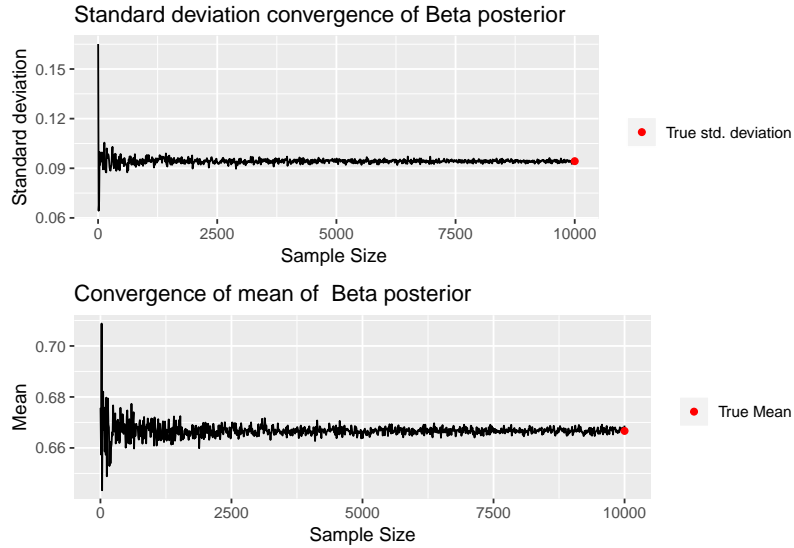 Standard deviation convergence of Beta posterior
0.15
0.12
0.09
0.06
Standard deviation
0
2500
5000
7500
10000
Sample Size
True std. deviation
Convergence of mean of  Beta posterior
0.70
0.68
0.66
Mean
0
2500
5000
7500
10000
Sample Size
True Mean